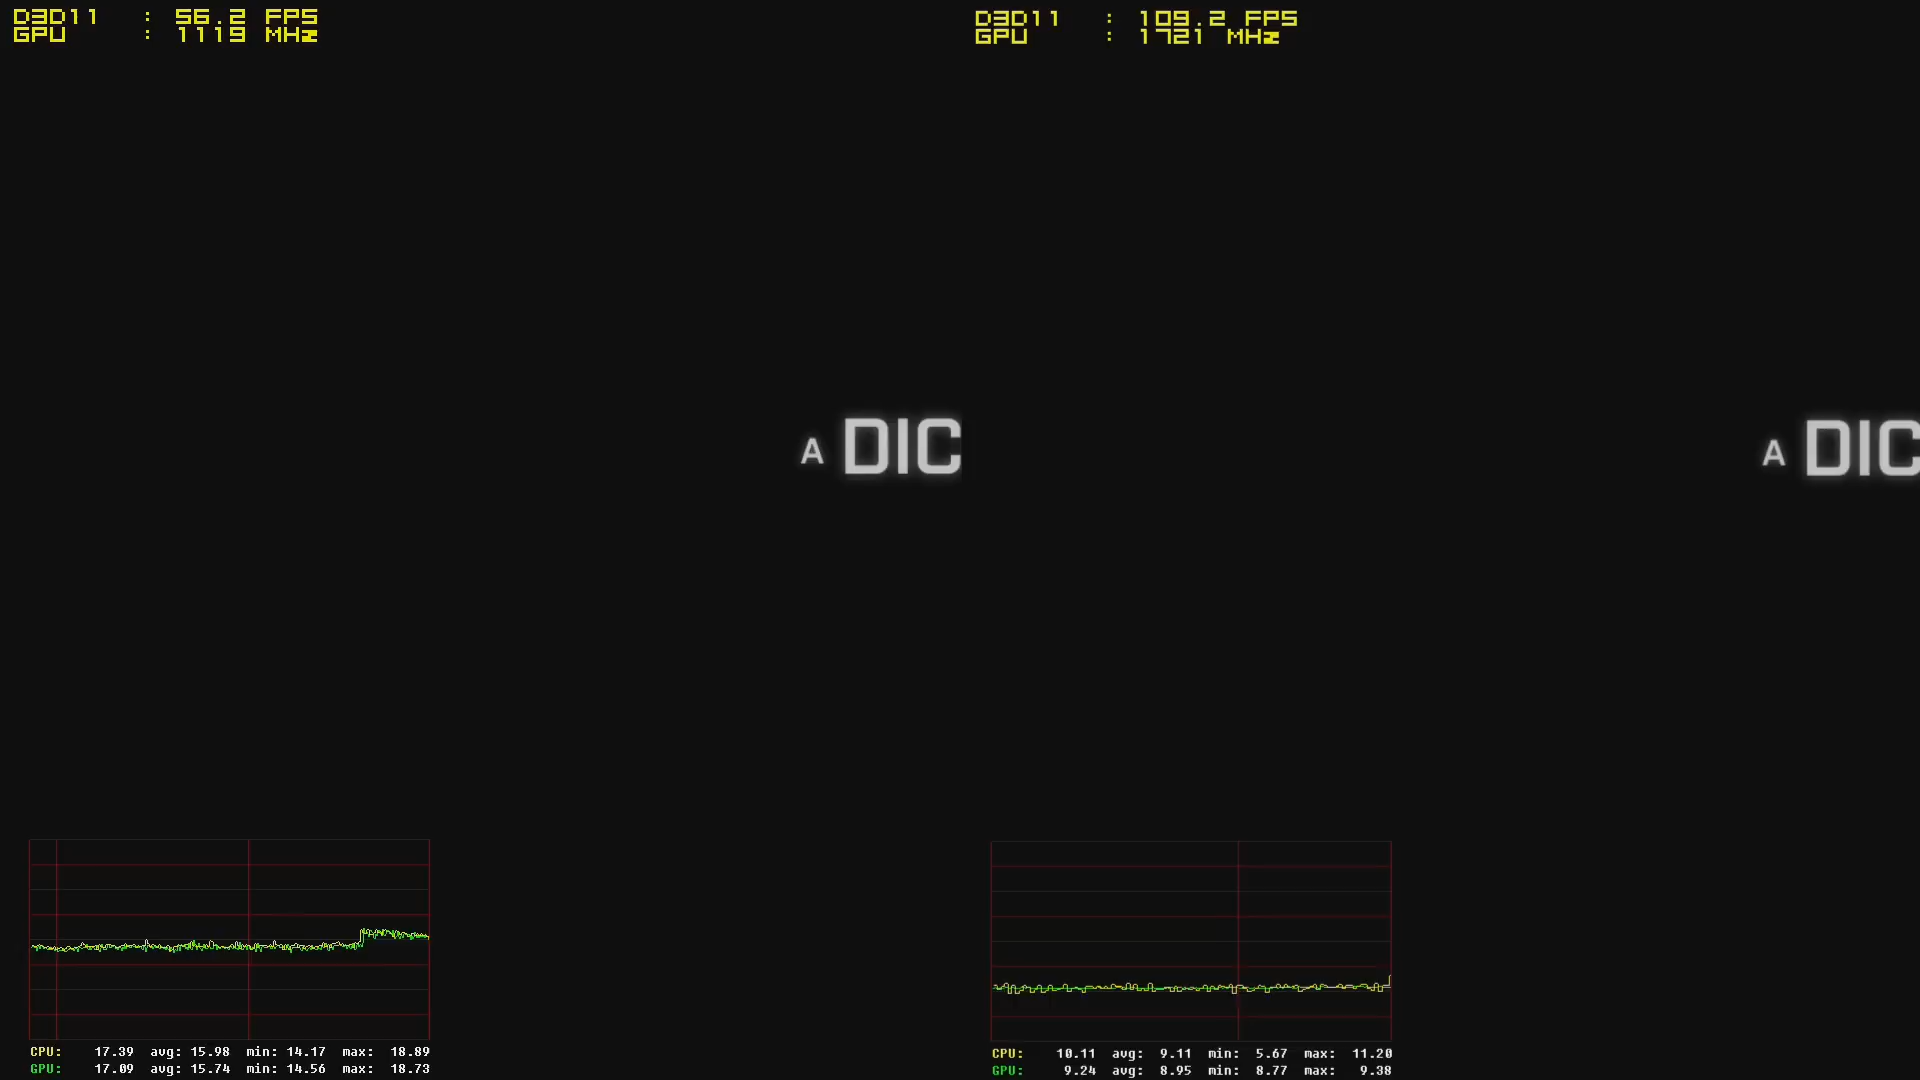 D3D11 : 56.2 FPS
GPU : 1119 MHz
D3D11 : 109.2 FPS
GPU : 1721 MHz
A DIC
A DIC
CPU: 17.39 avg: 15.98 min: 14.17 max: 18.89
GPU: 17.09 avg: 15.74 min: 14.56 max: 18.73
CPU: 10.11 avg: 9.11 min: 5.67 max: 11.20
GPU: 9.24 avg: 8.95 min: 8.77 max: 9.38